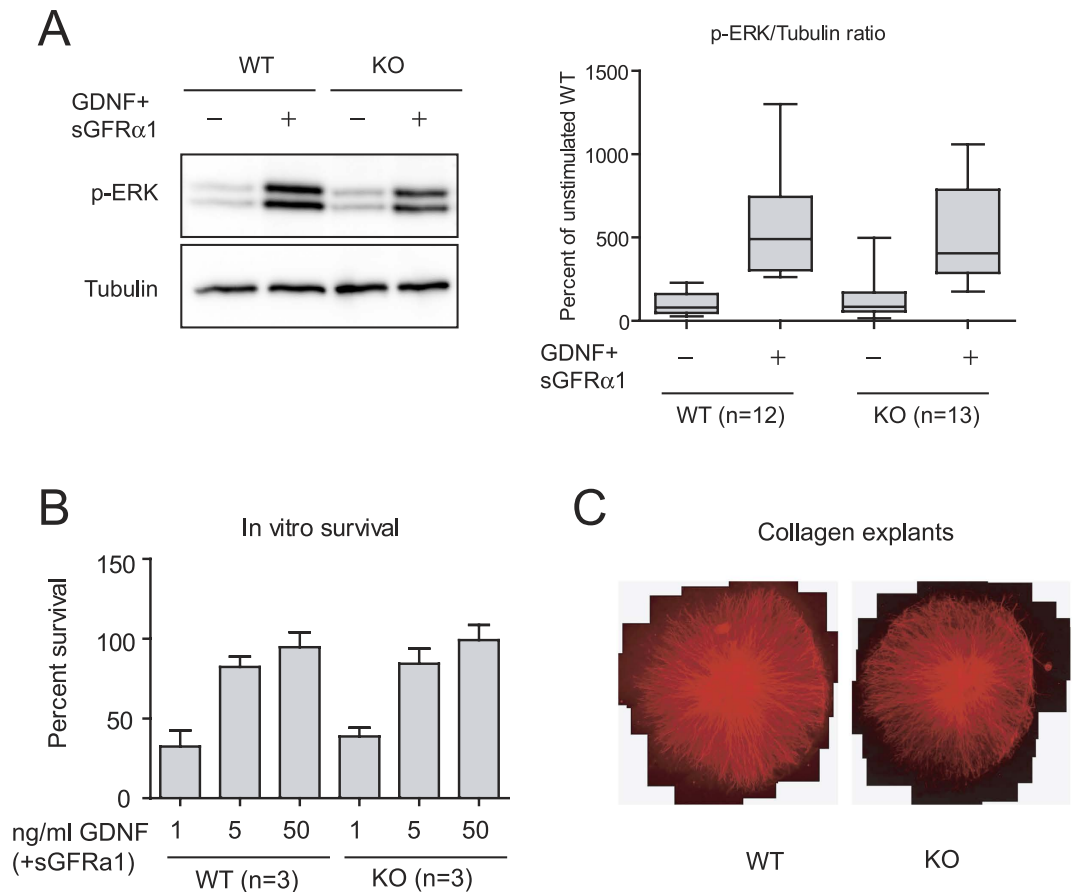 A
WT KO
GDNF+
sGFRα1
− + − +
p-ERK
Tubulin
p-ERK/Tubulin ratio
Percent of unstimulated WT
1500
1000
500
0
GDNF+
sGFRα1
− + − +
WT (n=12) KO (n=13)
B
In vitro survival
Percent survival
150
100
50
0
ng/ml GDNF
(+sGFRa1)
1 5 50 1 5 50
WT (n=3) KO (n=3)
C
Collagen explants
WT KO